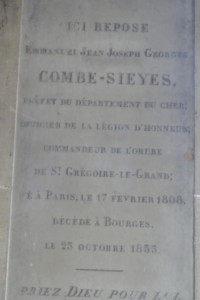 ICI REPOSE
EMMANUEL JEAN JOSEPH GEORGES
COMBE-SIEYES,
PRÉFET DU DÉPARTEMENT DU CHER,
OFFICIER DE LA LÉGION D'HONNEUR,
COMMANDEUR DE L'ORDRE
DE ST. GRÉGOIRE-LE-GRAND,
NÉ A PARIS, LE 17 FÉVRIER 1808,
DÉCÉDÉ A BOURGES,
LE 25 OCTOBRE
PRIEZ DIEU POUR LUI.